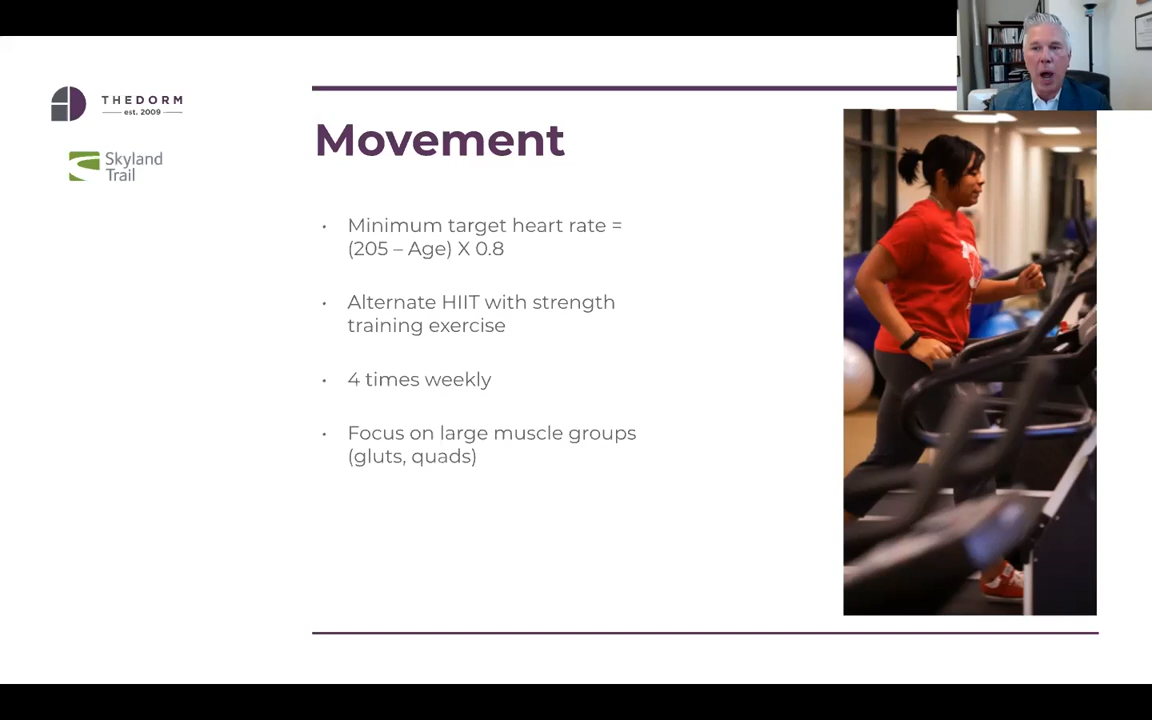 THEDORM
est. 2009
Skyland
Trail
Movement
• Minimum target heart rate =
(205 – Age) X 0.8
• Alternate HIIT with strength
training exercise
• 4 times weekly
• Focus on large muscle groups
(gluts, quads)